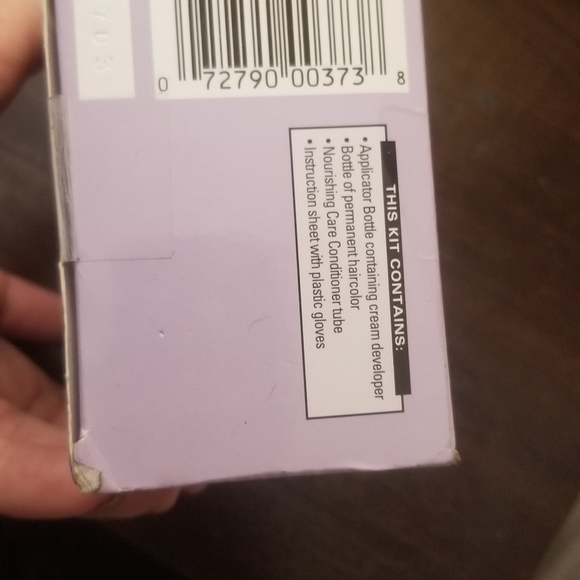 0 72790 00373 8
THIS KIT CONTAINS:
• Applicator Bottle containing cream developer
• Bottle of permanent haircolor
• Nourishing Care Conditioner tube
• Instruction sheet with plastic gloves